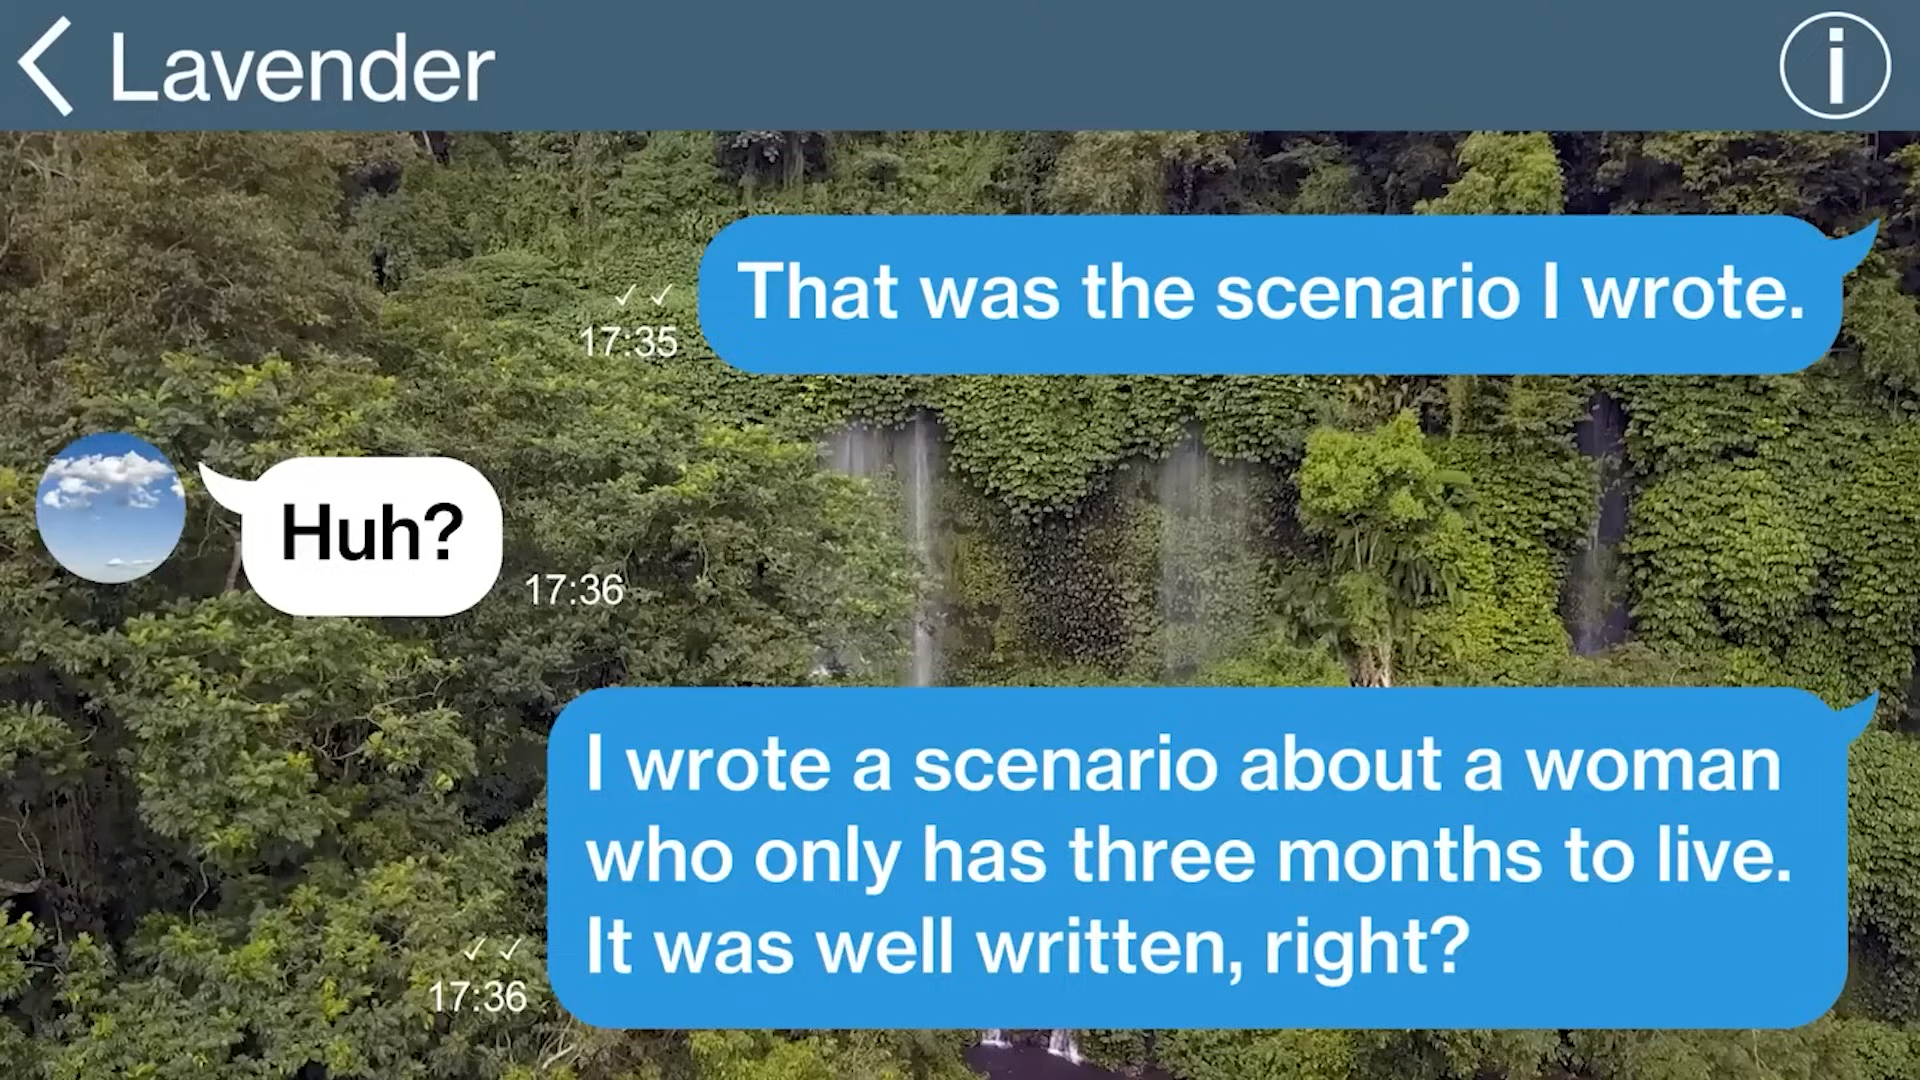 Lavender
i
That was the scenario I wrote.
17:35
Huh?
17:36
I wrote a scenario about a woman
who only has three months to live.
It was well written, right?
17:36